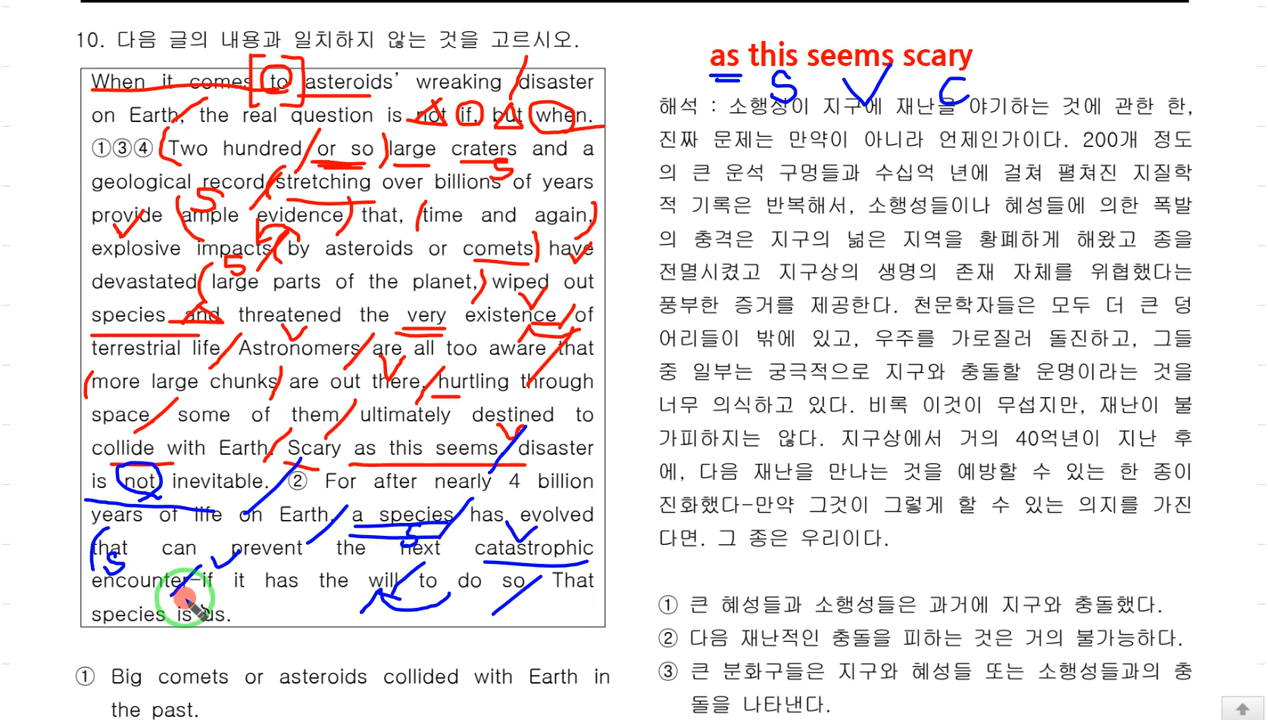 10. 다음 글의 내용과 일치하지 않는 것을 고르시오.
When it comes to asteroids' wreaking disaster
on Earth, the real question is not if, but when.
①③④ Two hundred or so large craters and a
geological record stretching over billions of years
provide ample evidence that, time and again,
explosive impacts by asteroids or comets have
devastated large parts of the planet, wiped out
species and threatened the very existence of
terrestrial life. Astronomers are all too aware that
more large chunks are out there, hurtling through
space, some of them ultimately destined to
collide with Earth. Scary as this seems, disaster
is not inevitable. ② For after nearly 4 billion
years of life on Earth, a species has evolved
that can prevent the next catastrophic
encounter-if it has the will to do so. That
species is us.
① Big comets or asteroids collided with Earth in
the past.
as this seems scary
S V C
해석 : 소행성이 지구에 재난을 야기하는 것에 관한 한,
진짜 문제는 만약이 아니라 언제인가이다. 200개 정도
의 큰 운석 구멍들과 수십억 년에 걸쳐 펼쳐진 지질학
적 기록은 반복해서, 소행성들이나 혜성들에 의한 폭발
의 충격은 지구의 넓은 지역을 황폐하게 해왔고 종을
전멸시켰고 지구상의 생명의 존재 자체를 위협했다는
풍부한 증거를 제공한다. 천문학자들은 모두 더 큰 덩
어리들이 밖에 있고, 우주를 가로질러 돌진하고, 그들
중 일부는 궁극적으로 지구와 충돌할 운명이라는 것을
너무 의식하고 있다. 비록 이것이 무섭지만, 재난이 불
가피하지는 않다. 지구상에서 거의 40억년이 지난 후
에, 다음 재난을 만나는 것을 예방할 수 있는 한 종이
진화했다-만약 그것이 그렇게 할 수 있는 의지를 가진
다면. 그 종은 우리이다.
① 큰 혜성들과 소행성들은 과거에 지구와 충돌했다.
② 다음 재난적인 충돌을 피하는 것은 거의 불가능하다.
③ 큰 분화구들은 지구와 혜성들 또는 소행성들과의 충
돌을 나타낸다.